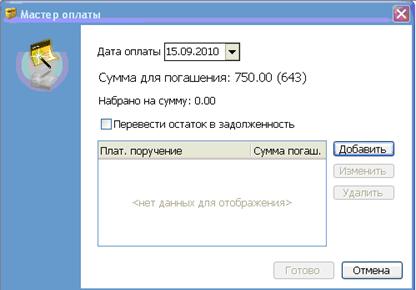 Мастер оплаты
Дата оплаты 15.09.2010
Сумма для погашения: 750.00 (643)
Набрано на сумму: 0.00
Перевести остаток в задолженность
Плат. поручение Сумма погаш. Добавить
Изменить
<нет данных для отображения> Удалить
Готово Отмена